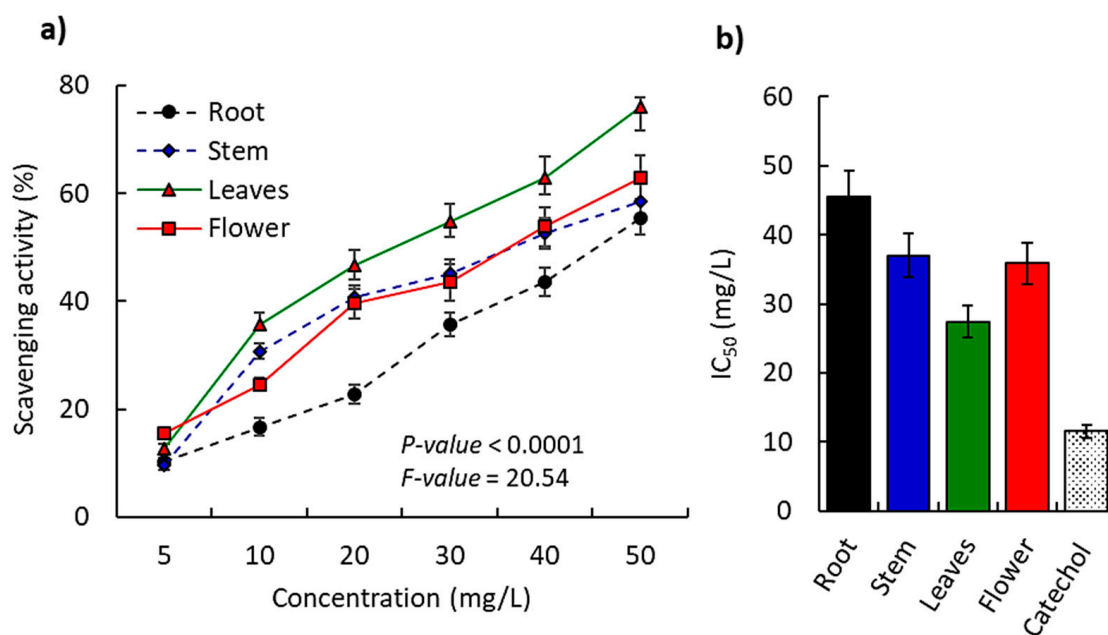 a)
Scavenging activity (%)
80
60
40
20
0
Root
Stem
Leaves
Flower
P-value < 0.0001
F-value = 20.54
5 10 20 30 40 50
Concentration (mg/L)
b)
IC50 (mg/L)
60
50
40
30
20
10
0
Root
Stem
Leaves
Flower
Catechol